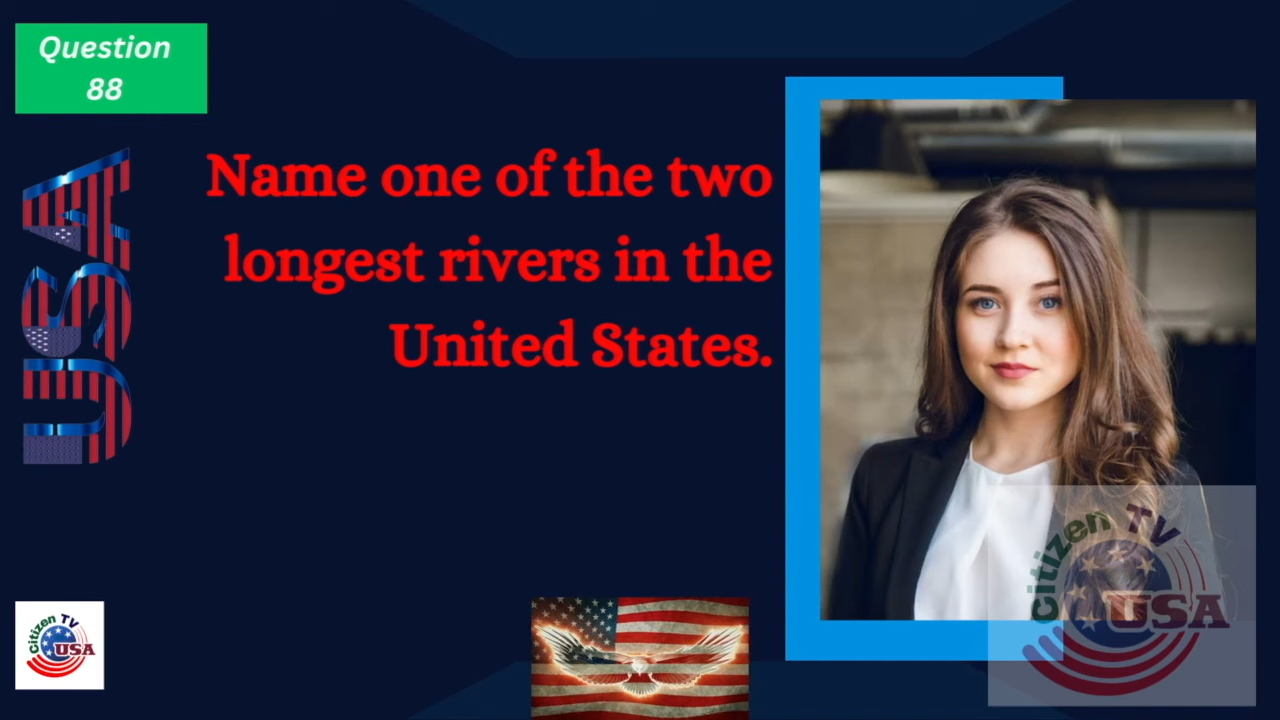 Question
88
USA
Name one of the two
longest rivers in the
United States.
Citizen TV
USA
Citizen TV
USA